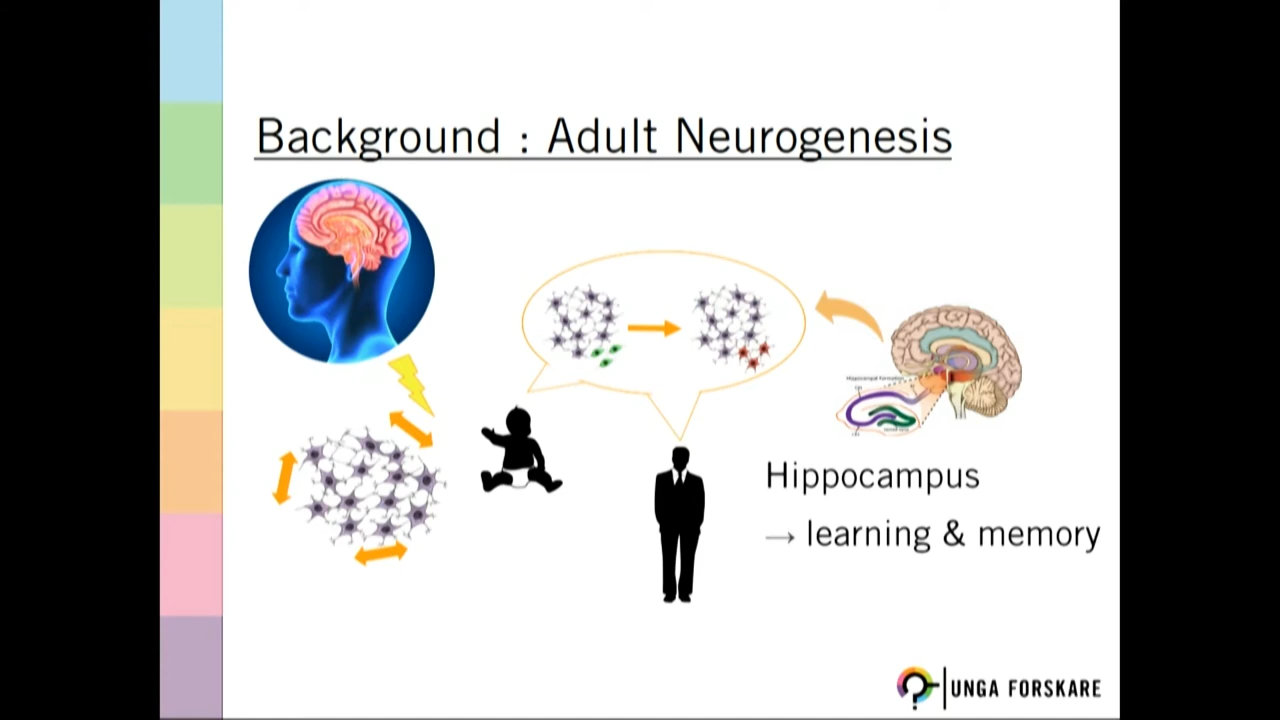 Background : Adult Neurogenesis
Hippocampus
→ learning & memory
UNGA FORSKARE